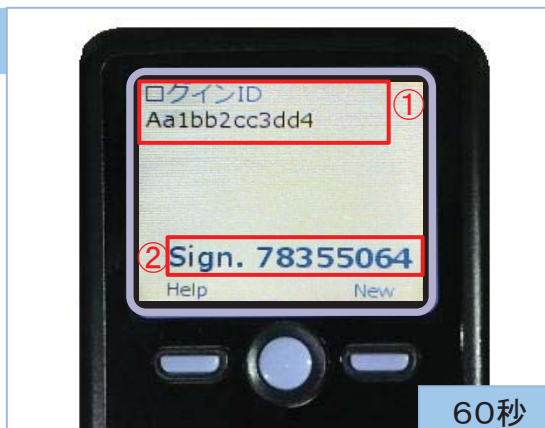 ログインID
①
Aa1bb2cc3dd4
②
Sign. 78355064
Help
New
60秒